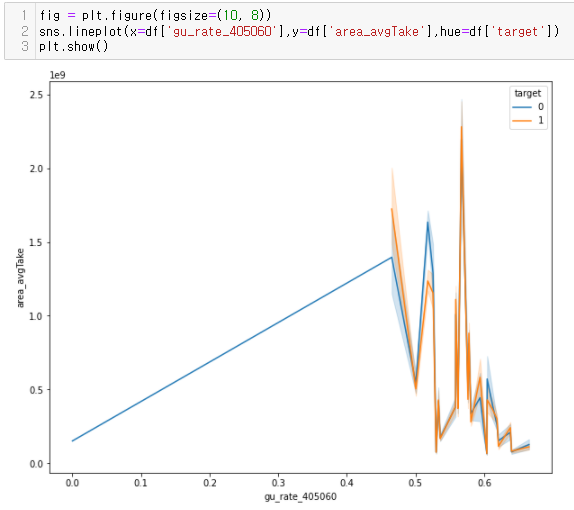 1 fig = plt.figure(figsize=(10, 8))
2 sns.lineplot(x=df['gu_rate_405060'],y=df['area_avgTake'],hue=df['target'])
3 plt.show()
1e9
target
0
1
2.5
2.0
1.5
1.0
0.5
0.0
area_avgTake
0.0 0.1 0.2 0.3 0.4 0.5 0.6
gu_rate_405060